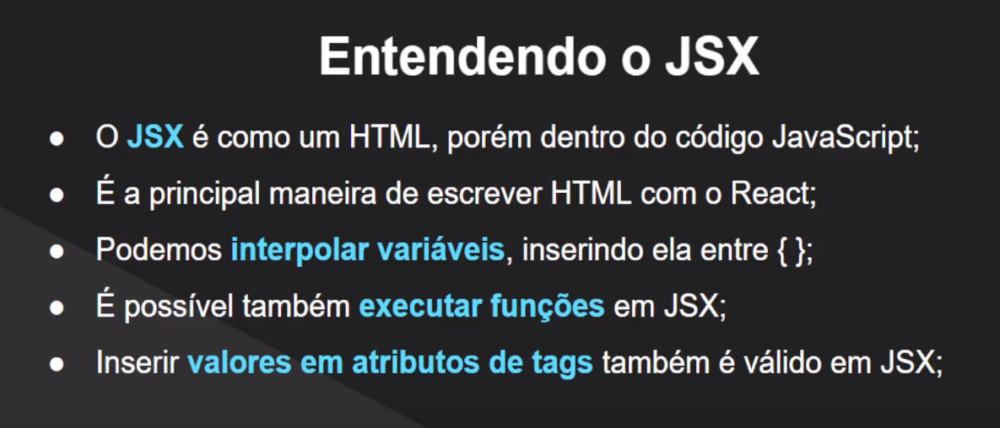 Entendendo o JSX
● O JSX é como um HTML, porém dentro do código JavaScript;
● É a principal maneira de escrever HTML com o React;
● Podemos interpolar variáveis, inserindo ela entre { };
● É possível também executar funções em JSX;
● Inserir valores em atributos de tags também é válido em JSX;